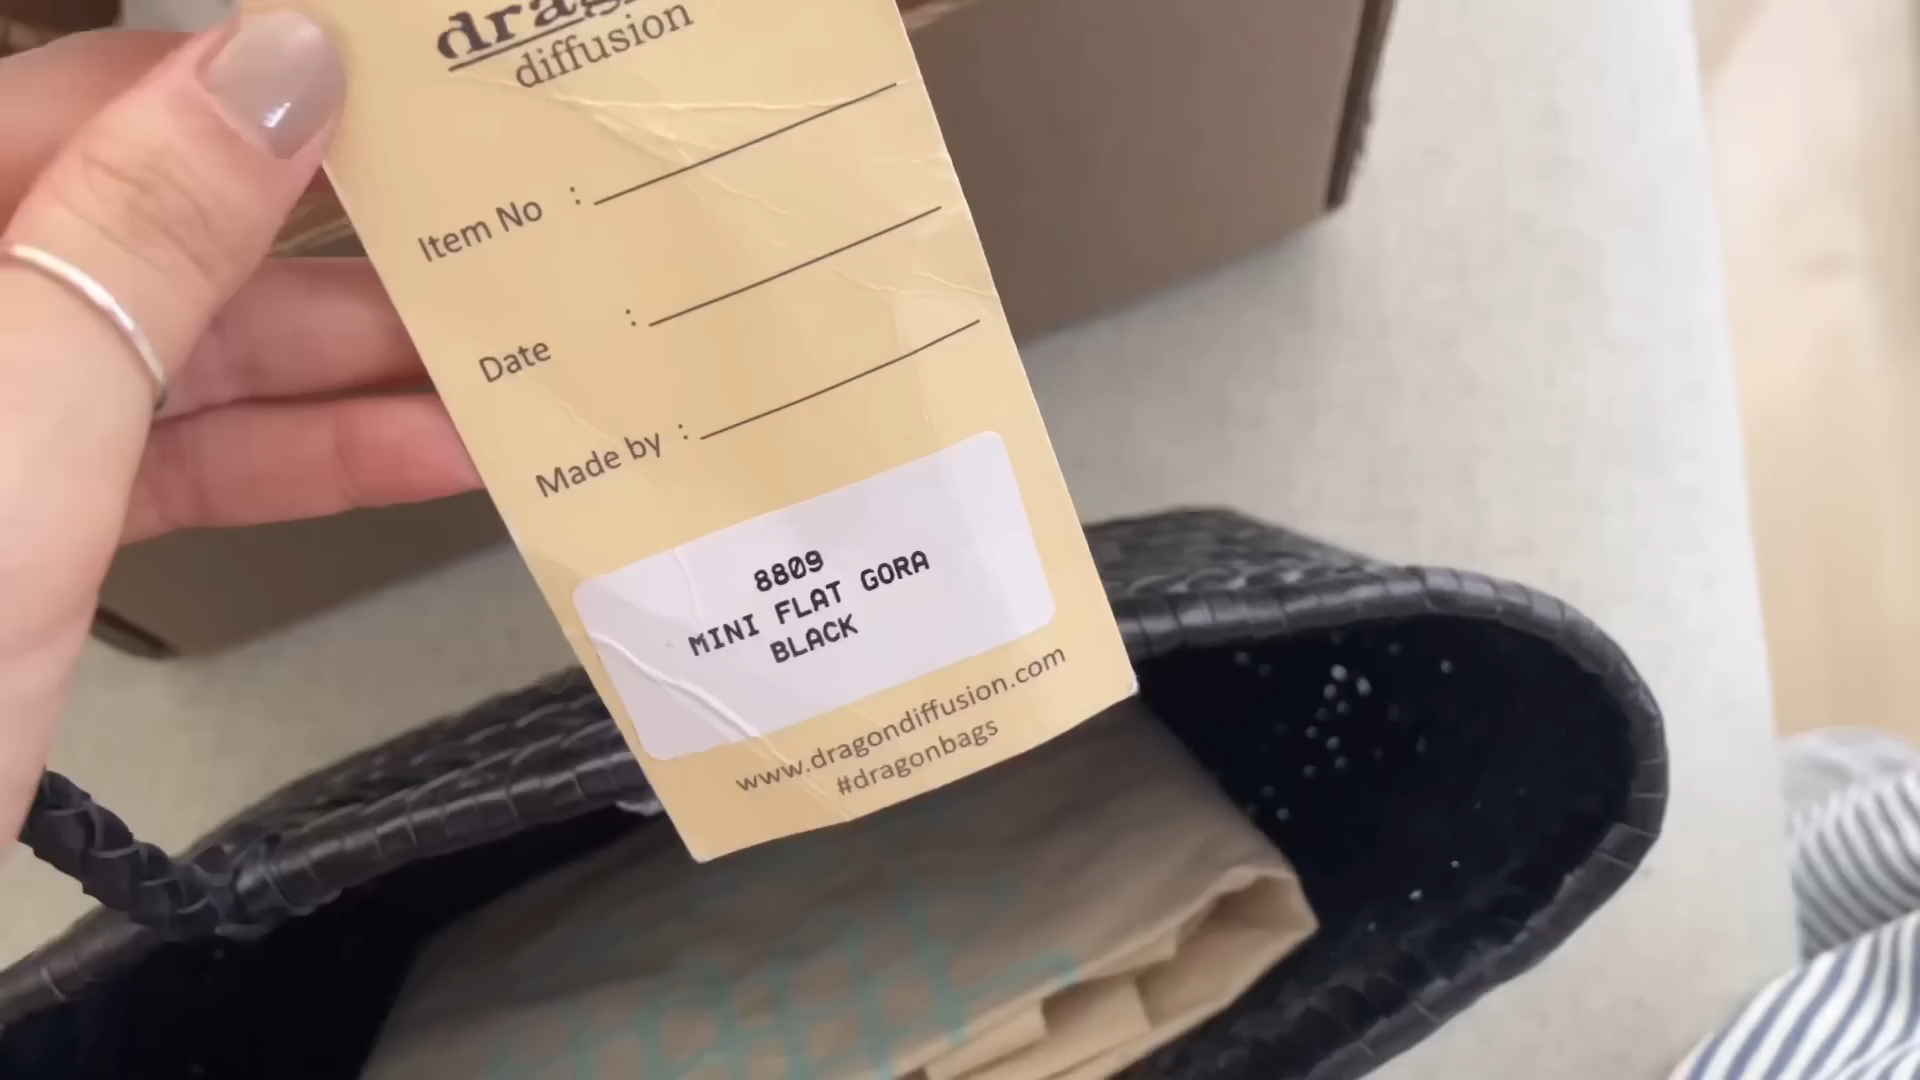 diffusion
Item No :
Date :
Made by :
8809
MINI FLAT GORA
BLACK
www.dragondiffusion.com
#dragonbags